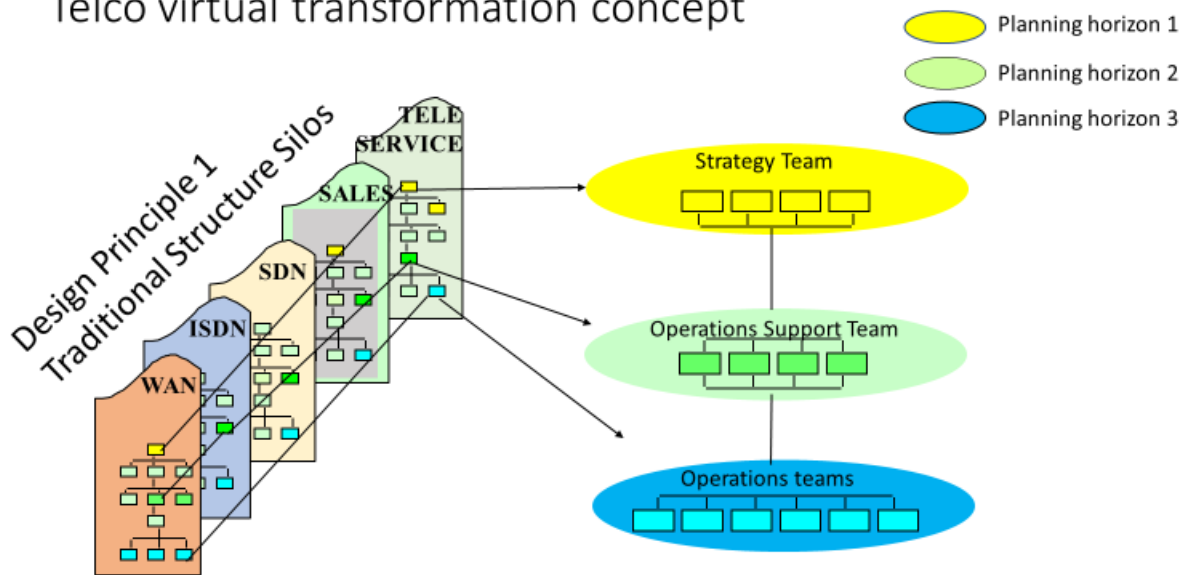 Telco virtual transformation concept
Planning horizon 1
Planning horizon 2
Planning horizon 3
Design Principle 1
Traditional Structure Silos
TELE
SERVICE
SALES
SDN
ISDN
WAN
Strategy Team
Operations Support Team
Operations teams